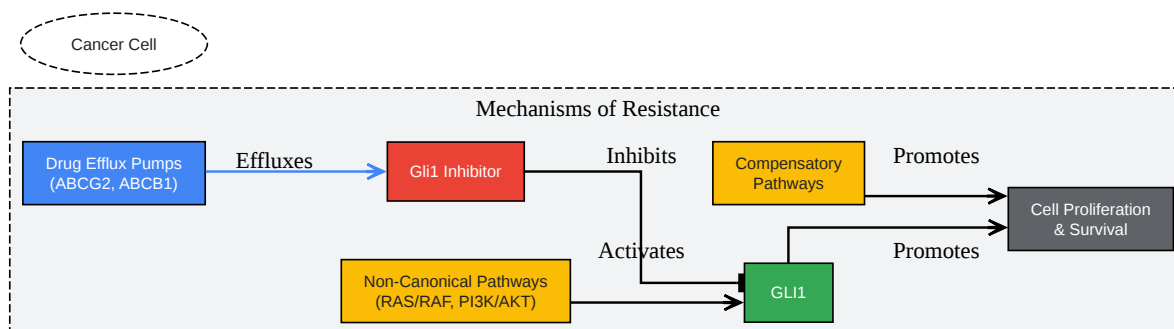 Cancer Cell
Mechanisms of Resistance
Drug Efflux Pumps
(ABCG2, ABCB1)
Effluxes
Gli1 Inhibitor
Inhibits
Compensatory
Pathways
Promotes
Cell Proliferation
& Survival
Activates
Promotes
Non-Canonical Pathways
(RAS/RAF, PI3K/AKT)
GLI1